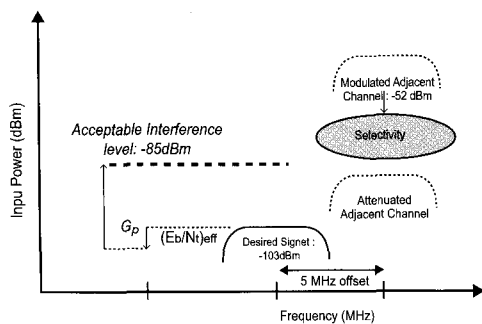 Modulated Adjacent
Channel: -52 dBm
Acceptable Interference
level: -85dBm
Selectivity
Inpu Power (dBm)
Attenuated
Adjacent Channel
Gp
(Eb/Nt)eff
Desired Signet :
-103dBm
5 MHz offset
Frequency (MHz)